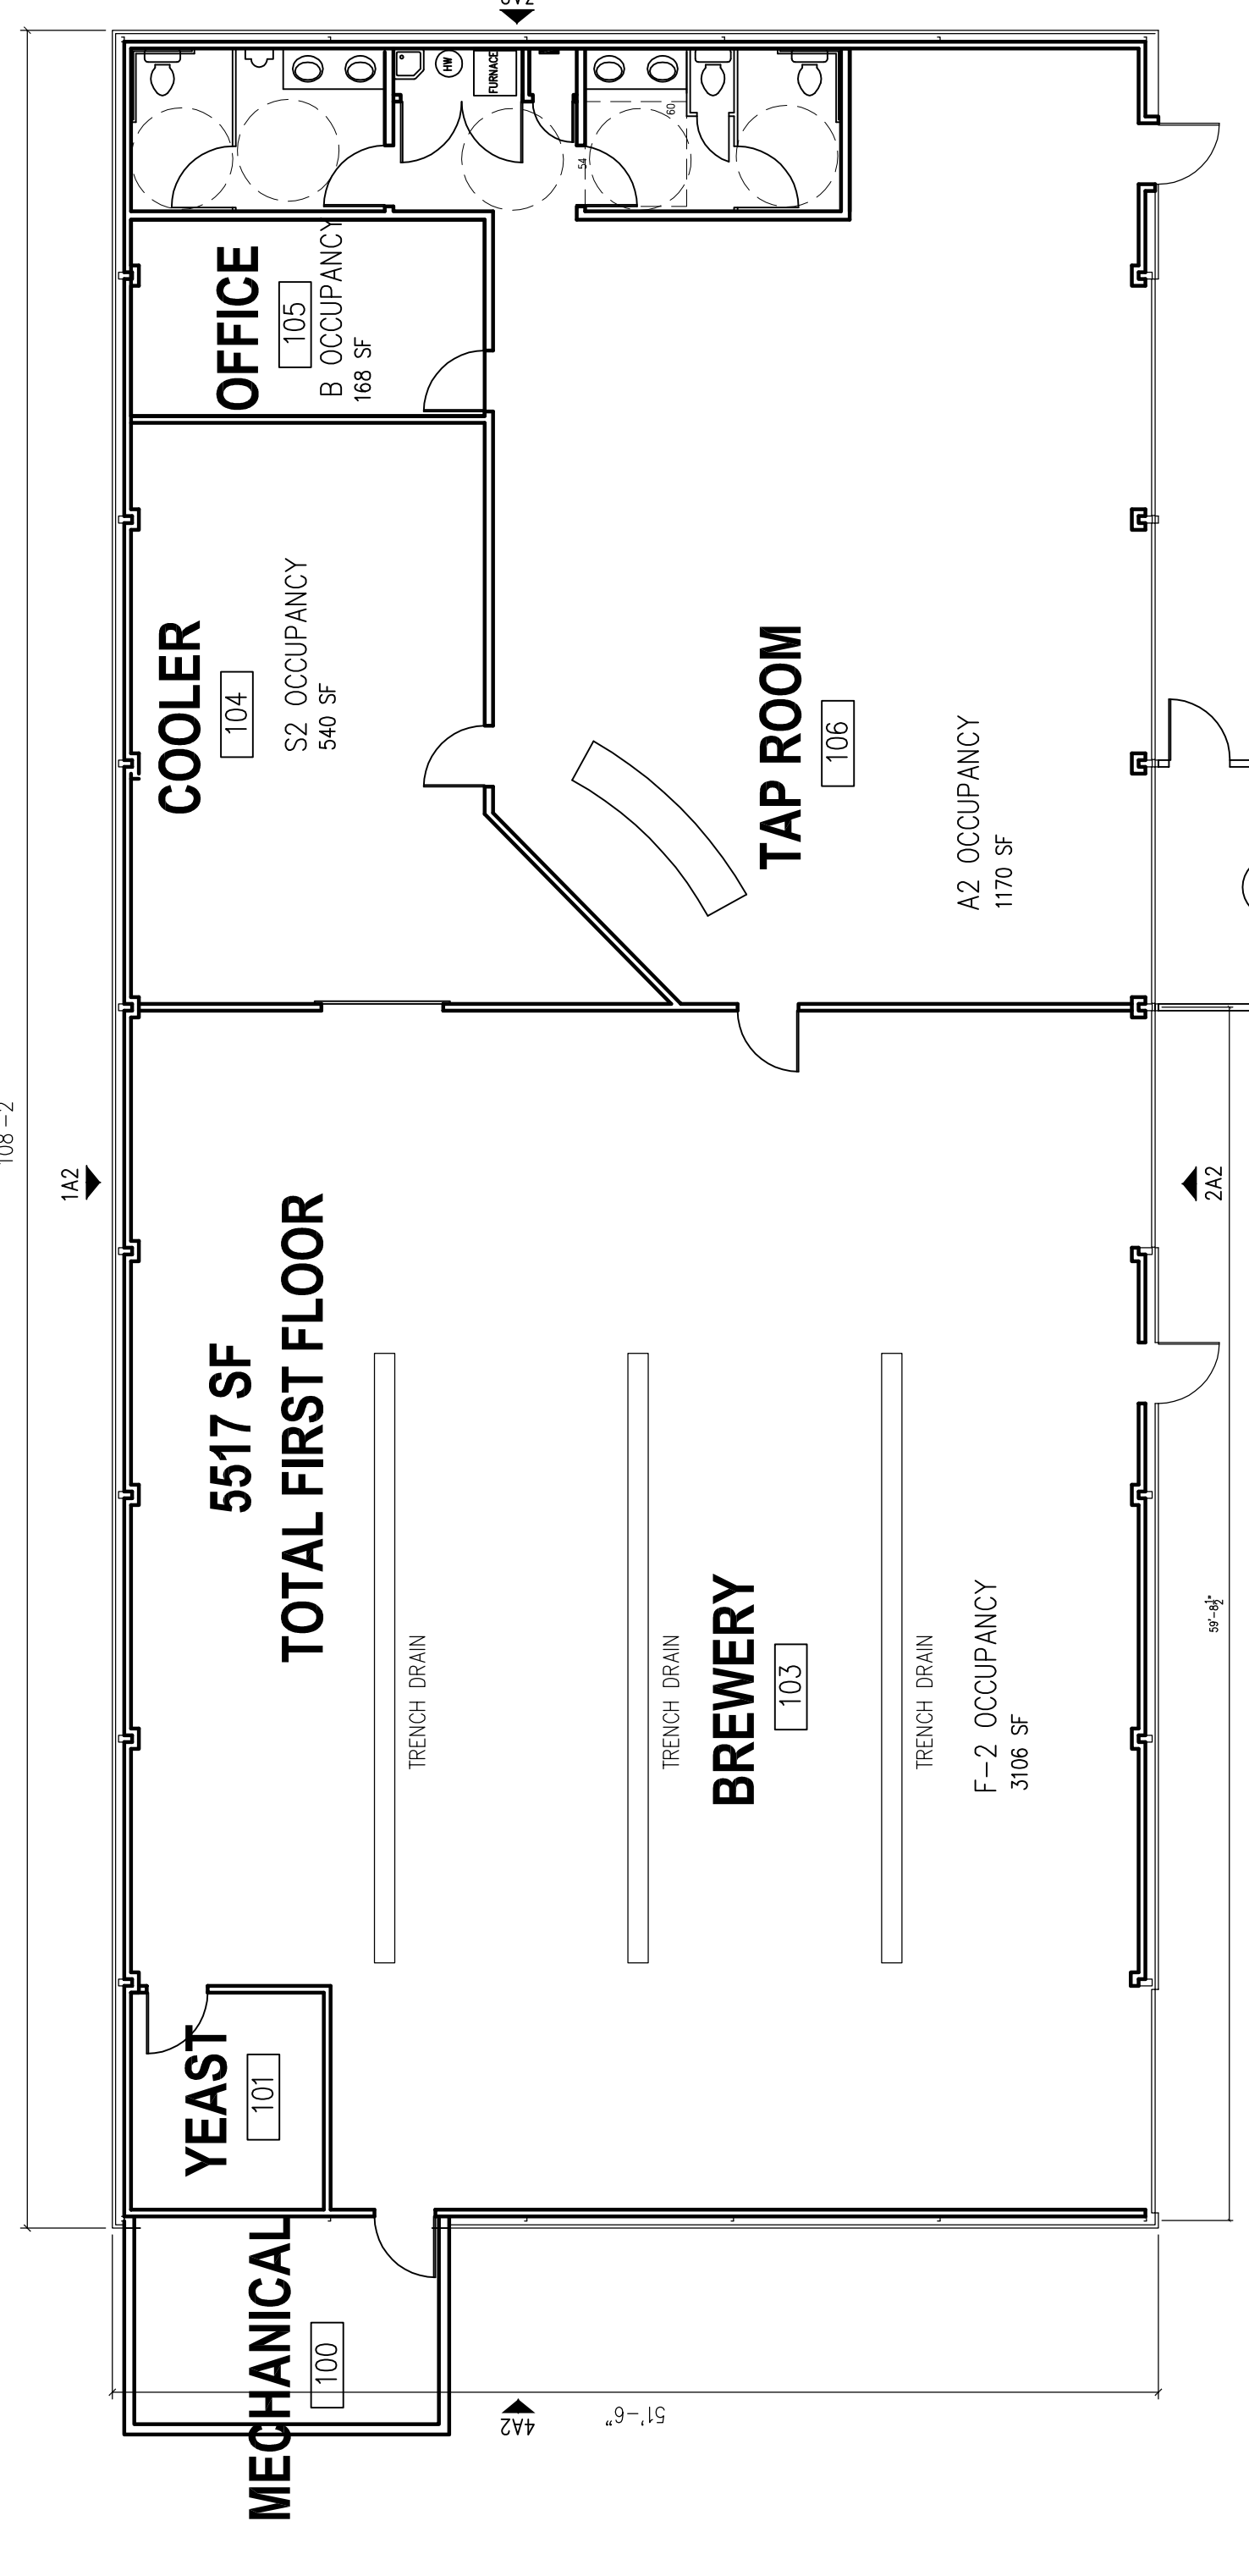 HW
FURNACE
60
54
OFFICE
105
B OCCUPANCY
168 SF
COOLER
104
S2 OCCUPANCY
540 SF
TAP ROOM
106
A2 OCCUPANCY
1170 SF
108'-2
1A2
2A2
5517 SF
TOTAL FIRST FLOOR
TRENCH DRAIN
TRENCH DRAIN
TRENCH DRAIN
BREWERY
103
F-2 OCCUPANCY
3106 SF
59'-8½"
YEAST
101
MECHANICAL
100
4A2
51'-6"